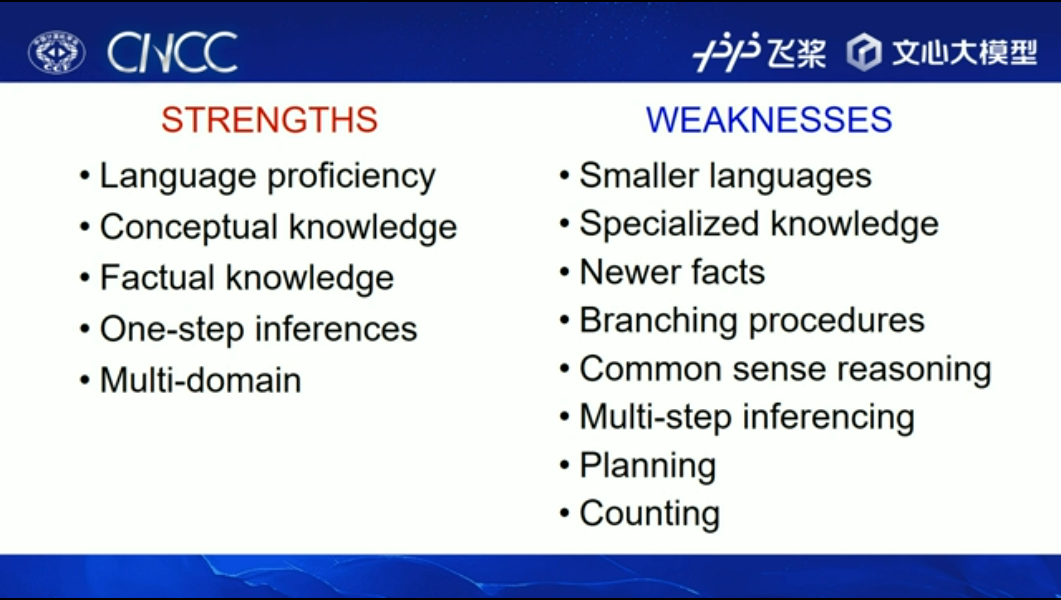 CNCC
飞桨
文心大模型
STRENGTHS
• Language proficiency
• Conceptual knowledge
• Factual knowledge
• One-step inferences
• Multi-domain
WEAKNESSES
• Smaller languages
• Specialized knowledge
• Newer facts
• Branching procedures
• Common sense reasoning
• Multi-step inferencing
• Planning
• Counting